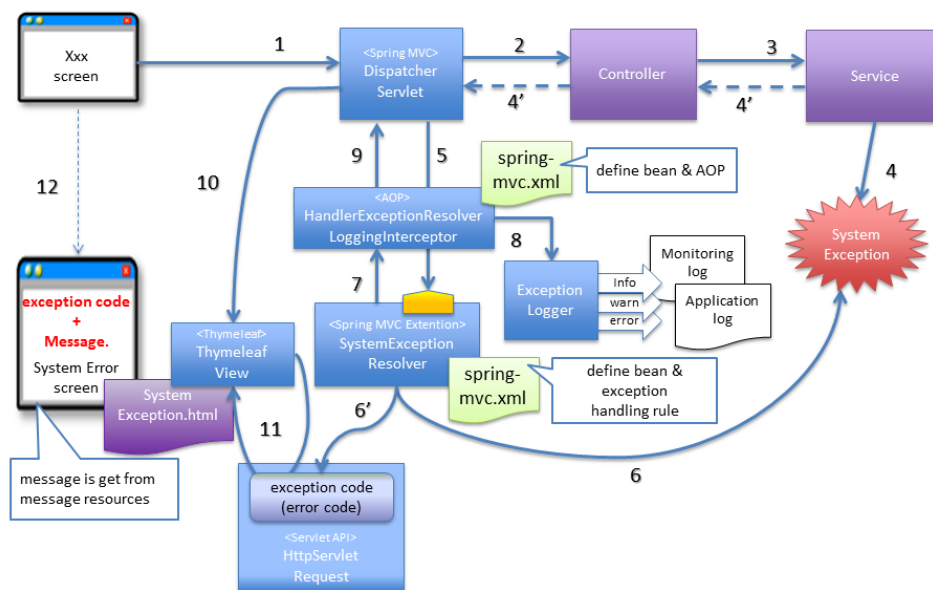 Xxx
screen
1
<Spring MVC>
Dispatcher
Servlet
2
4’
Controller
3
4’
Service
10
9
5
spring-
mvc.xml
define bean & AOP
4
12
<AOP>
HandlerExceptionResolver
LoggingInterceptor
8
System
Exception
7
Exception
Logger
Info
warn
error
Monitoring
log
Application
log
exception code
+
Message.
System Error
screen
<Thymeleaf>
Thymeleaf
View
<Spring MVC Extention>
SystemException
Resolver
spring-
mvc.xml
define bean &
exception
handling rule
System
Exception.html
11
6’
6
message is get from
message resources
exception code
(error code)
<Servlet API>
HttpServlet
Request